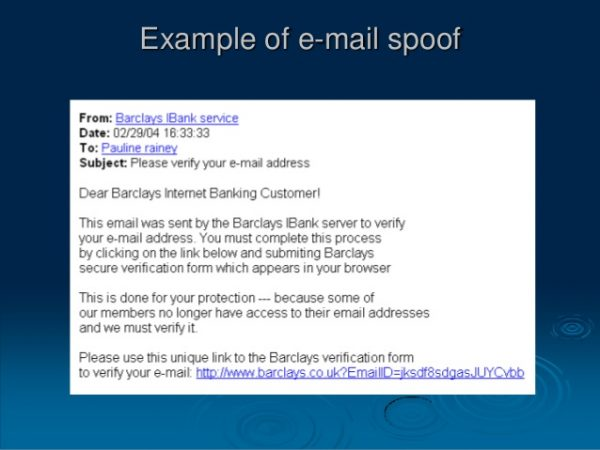 Example of e-mail spoof
From: Barclays IBank service
Date: 02/29/04 16:33:33
To: Pauline rainey
Subject: Please verify your e-mail address
Dear Barclays Internet Banking Customer!
This email was sent by the Barclays IBank server to verify
your e-mail address. You must complete this process
by clicking on the link below and submiting Barclays
secure verification form which appears in your browser
This is done for your protection --- because some of
our members no longer have access to their email addresses
and we must verify it.
Please use this unique link to the Barclays verification form
to verify your e-mail: http://www.barclays.co.uk?EmailID=jksdf8sdgasJUYCvbb